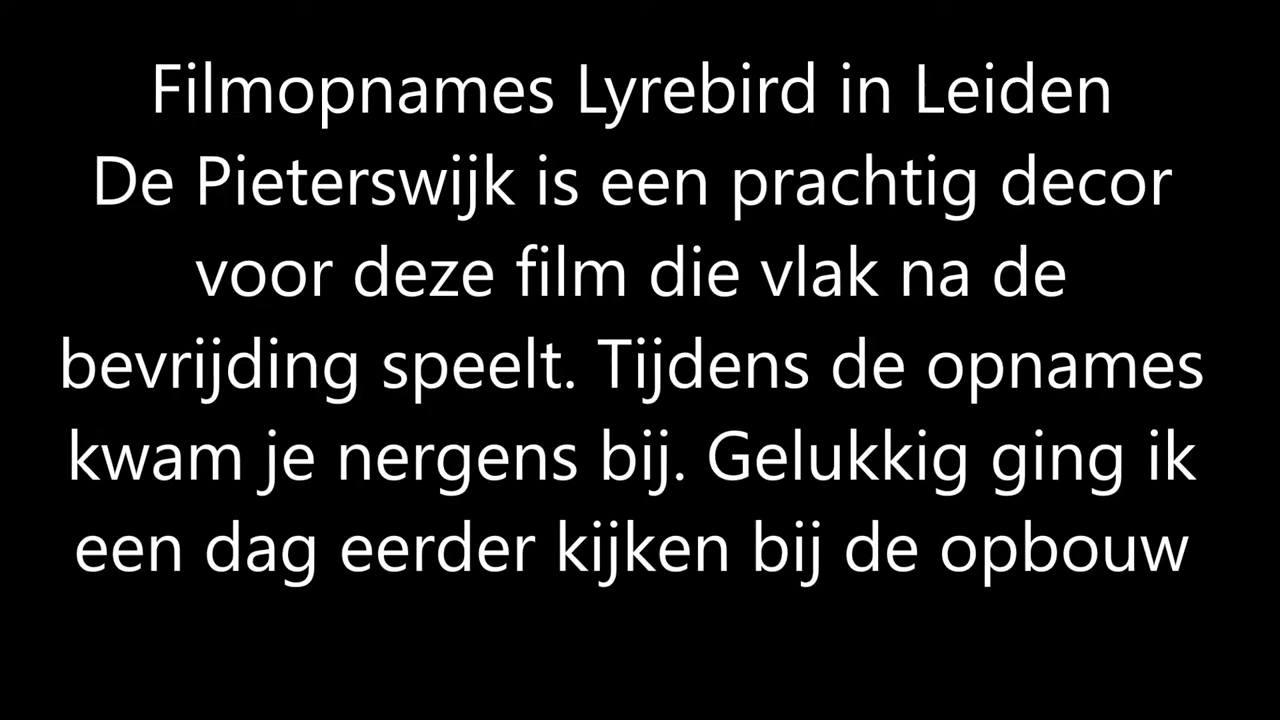 Filmopnames Lyrebird in Leiden
De Pieterswijk is een prachtig decor
voor deze film die vlak na de
bevrijding speelt. Tijdens de opnames
kwam je nergens bij. Gelukkig ging ik
een dag eerder kijken bij de opbouw